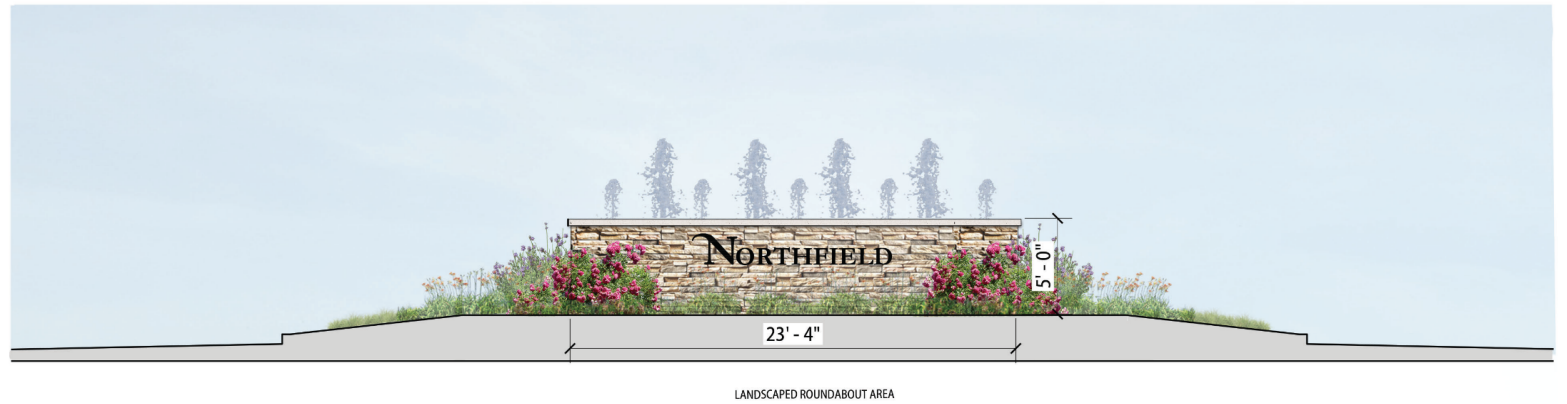 NORTHFIELD
5' - 0"
23' - 4"
LANDSCAPED ROUNDABOUT AREA